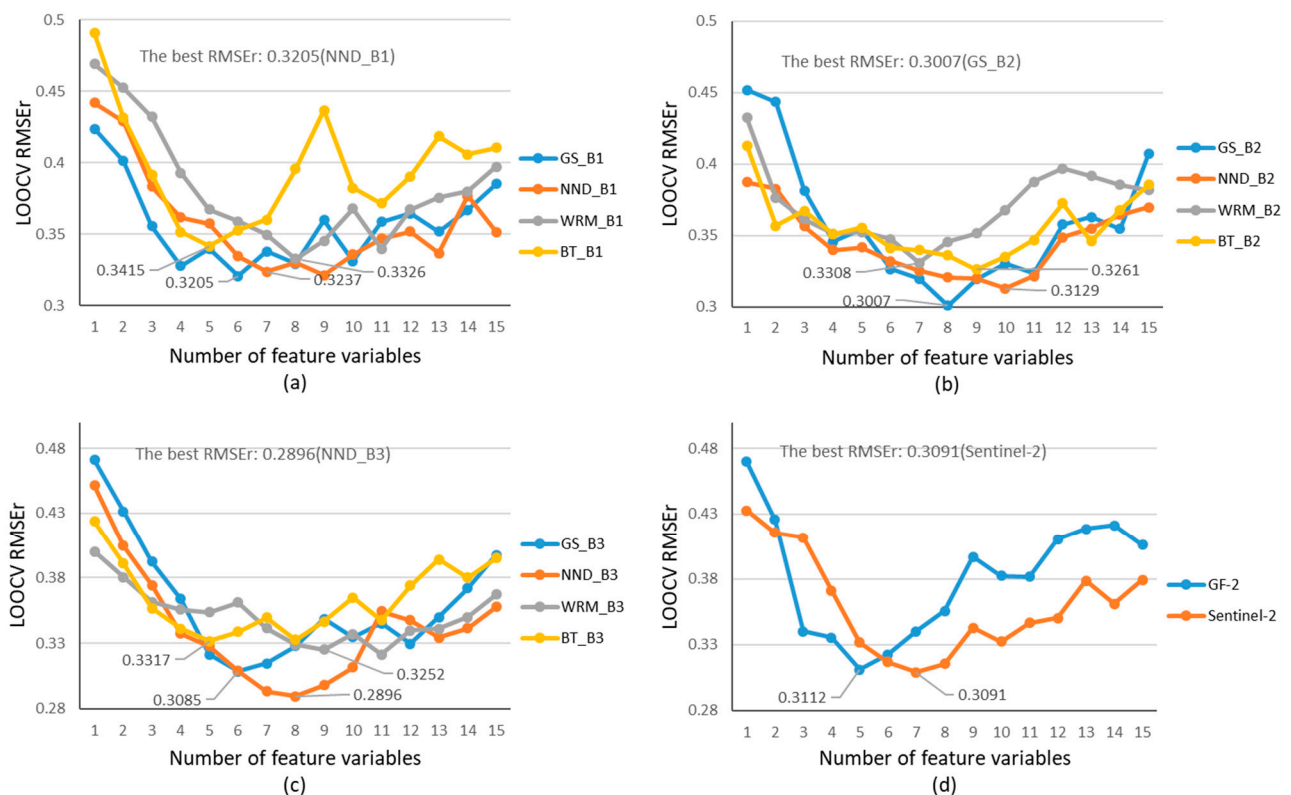 0.5
0.45
0.4
0.35
0.3
LOOCV RMSEr
The best RMSEr: 0.3205(NND_B1)
0.3415
0.3205
0.3237
0.3326
1 2 3 4 5 6 7 8 9 10 11 12 13 14 15
Number of feature variables
GS_B1
NND_B1
WRM_B1
BT_B1
(a)
0.5
0.45
0.4
0.35
0.3
LOOCV RMSEr
The best RMSEr: 0.3007(GS_B2)
0.3308
0.3007
0.3261
0.3129
1 2 3 4 5 6 7 8 9 10 11 12 13 14 15
Number of feature variables
GS_B2
NND_B2
WRM_B2
BT_B2
(b)
0.48
0.43
0.38
0.33
0.28
LOOCV RMSEr
The best RMSEr: 0.2896(NND_B3)
0.3317
0.3085
0.3252
0.2896
1 2 3 4 5 6 7 8 9 10 11 12 13 14 15
Number of feature variables
GS_B3
NND_B3
WRM_B3
BT_B3
(c)
0.48
0.43
0.38
0.33
0.28
LOOCV RMSEr
The best RMSEr: 0.3091(Sentinel-2)
0.3112
0.3091
1 2 3 4 5 6 7 8 9 10 11 12 13 14 15
Number of feature variables
GF-2
Sentinel-2
(d)